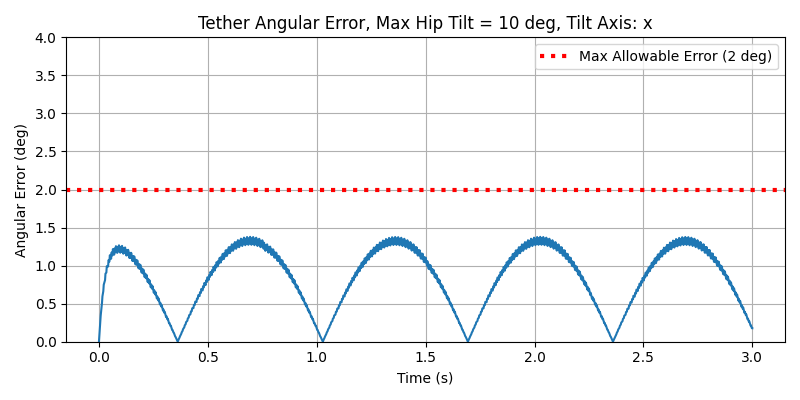 Tether Angular Error, Max Hip Tilt = 10 deg, Tilt Axis: x
Max Allowable Error (2 deg)
Angular Error (deg)
4.0
3.5
3.0
2.5
2.0
1.5
1.0
0.5
0.0
0.0 0.5 1.0 1.5 2.0 2.5 3.0
Time (s)